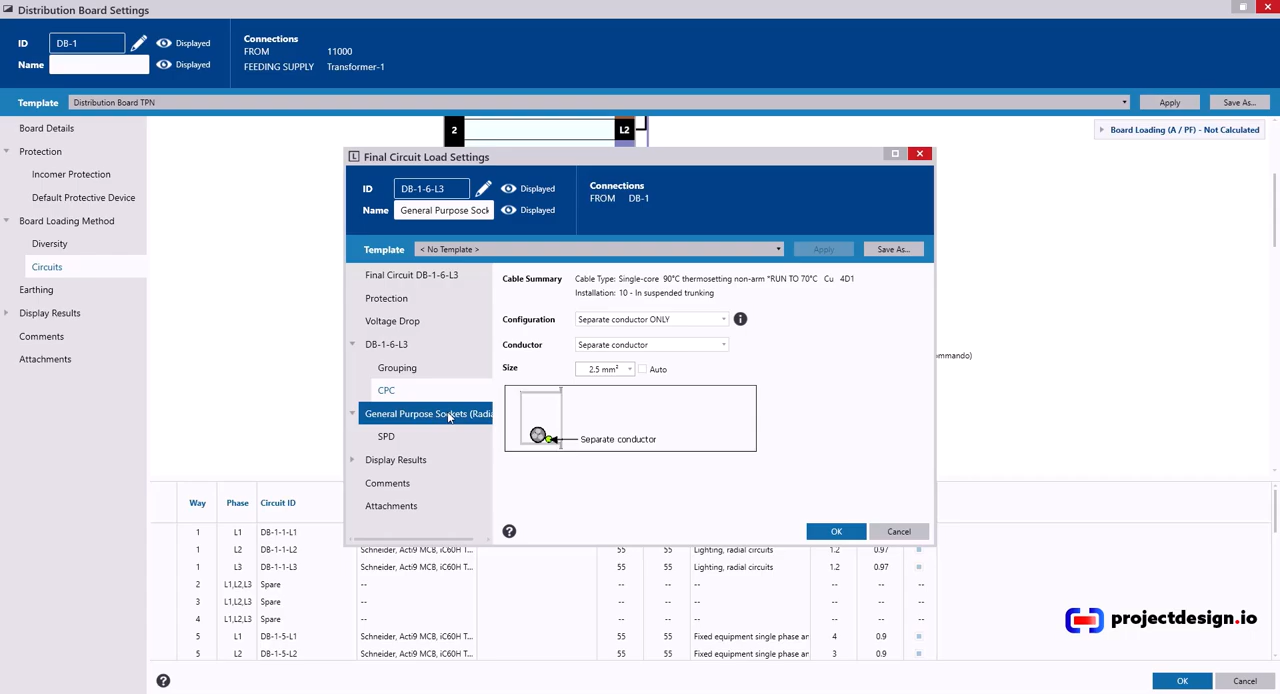 Distribution Board Settings
ID DB-1 Displayed
Name Displayed
Connections
FROM 11000
FEEDING SUPPLY Transformer-1
Template Distribution Board TPN Apply Save As...
Board Details
Protection
Incomer Protection
Default Protective Device
Board Loading Method
Diversity
Circuits
Earthing
Display Results
Comments
Attachments
2 L2
Board Loading (A / PF) - Not Calculated
L Final Circuit Load Settings
ID DB-1-6-L3 Displayed
Name General Purpose Sock Displayed
Connections
FROM DB-1
Template < No Template > Apply Save As...
Final Circuit DB-1-6-L3
Protection
Voltage Drop
DB-1-6-L3
Grouping
CPC
General Purpose Sockets (Radia
SPD
Display Results
Comments
Attachments
Cable Summary Cable Type: Single-core 90°C thermosetting non-arm *RUN TO 70°C Cu 4D1
Installation: 10 - In suspended trunking
Configuration Separate conductor ONLY
Conductor Separate conductor
Size 2.5 mm² Auto
Separate conductor
? OK Cancel
mmando)
Way Phase Circuit ID
1 L1 DB-1-1-L1
1 L2 DB-1-1-L2 Schneider, Acti9 MCB, iC60H T... 55 55 Lighting, radial circuits 1.2 0.97
1 L3 DB-1-1-L3 Schneider, Acti9 MCB, iC60H T... 55 55 Lighting, radial circuits 1.2 0.97
2 L1,L2,L3 Spare -- -- -- -- -- -- --
3 L1,L2,L3 Spare -- -- -- -- -- -- --
4 L1,L2,L3 Spare -- -- -- -- -- -- --
5 L1 DB-1-5-L1 Schneider, Acti9 MCB, iC60H T... 55 55 Fixed equipment single phase ar 4 0.9
5 L2 DB-1-5-L2 Schneider, Acti9 MCB, iC60H T... 55 55 Fixed equipment single phase ar 3 0.9
projectdesign.io
? OK Cancel